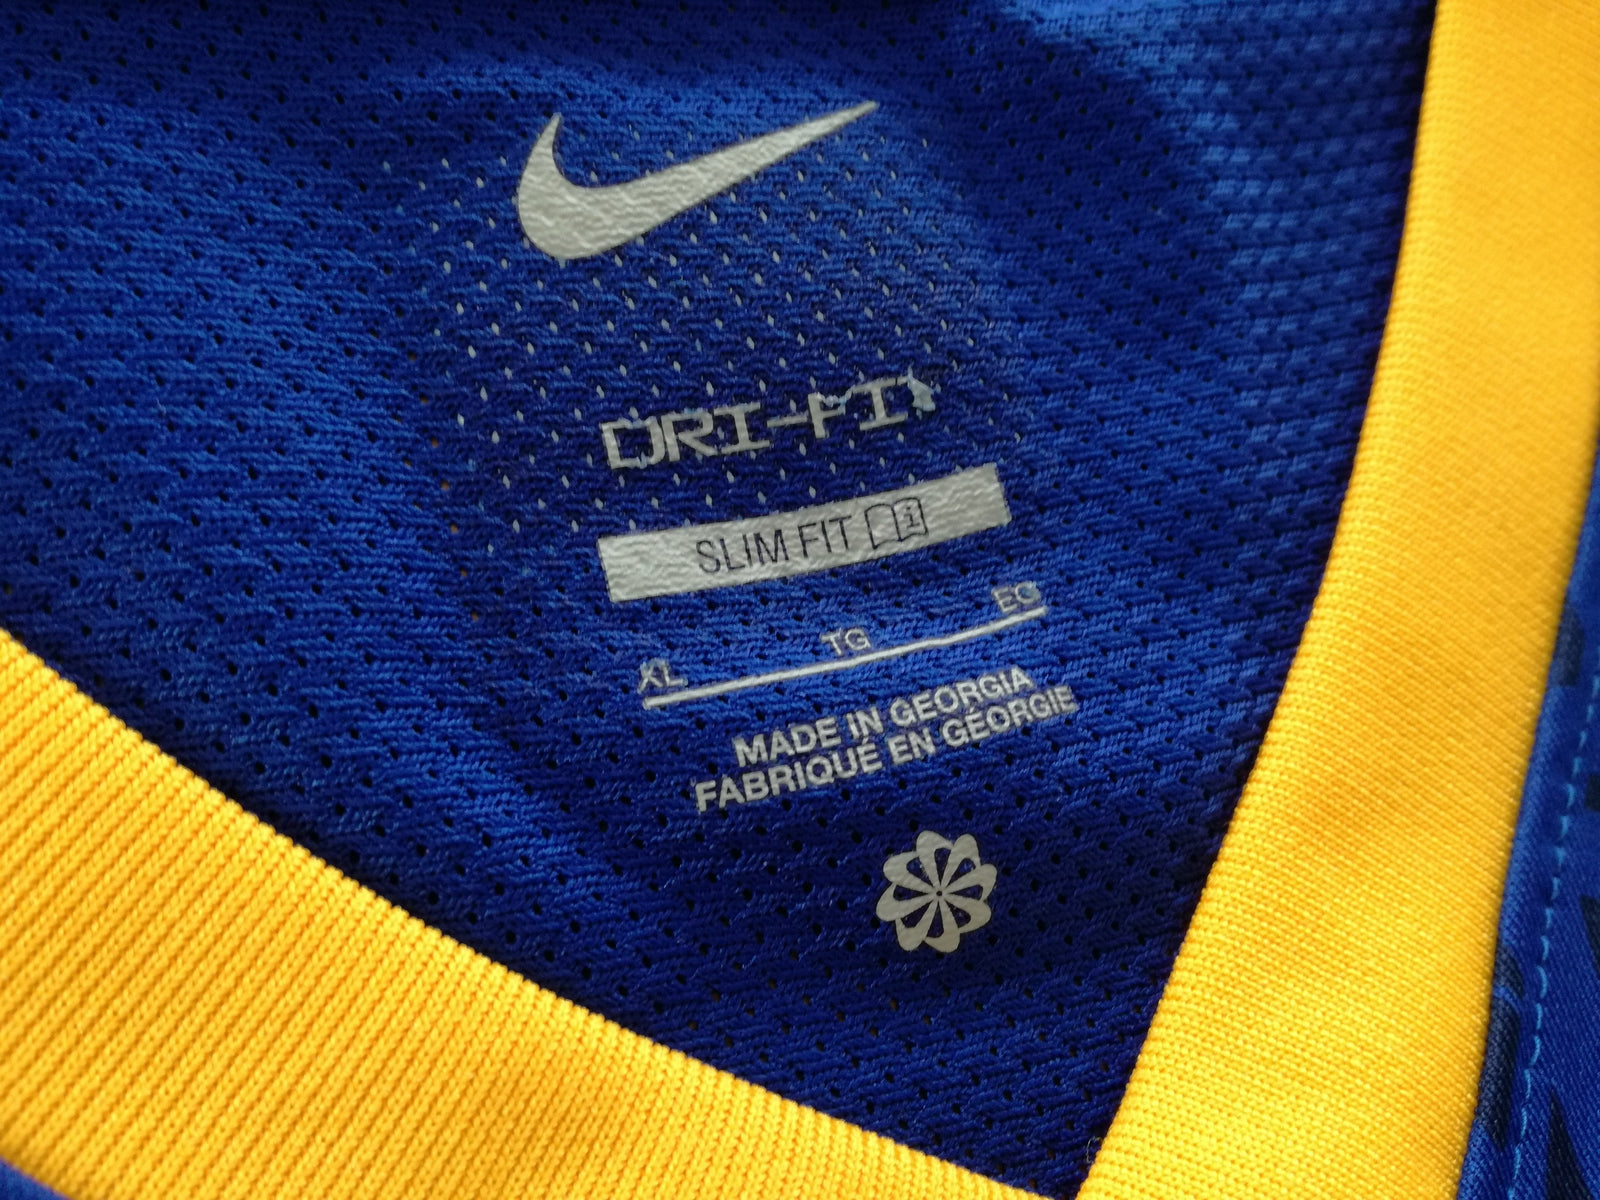 DRI-FIT
SLIM FIT
XL TG EG
MADE IN GEORGIA
FABRIQUÉ EN GÉORGIE